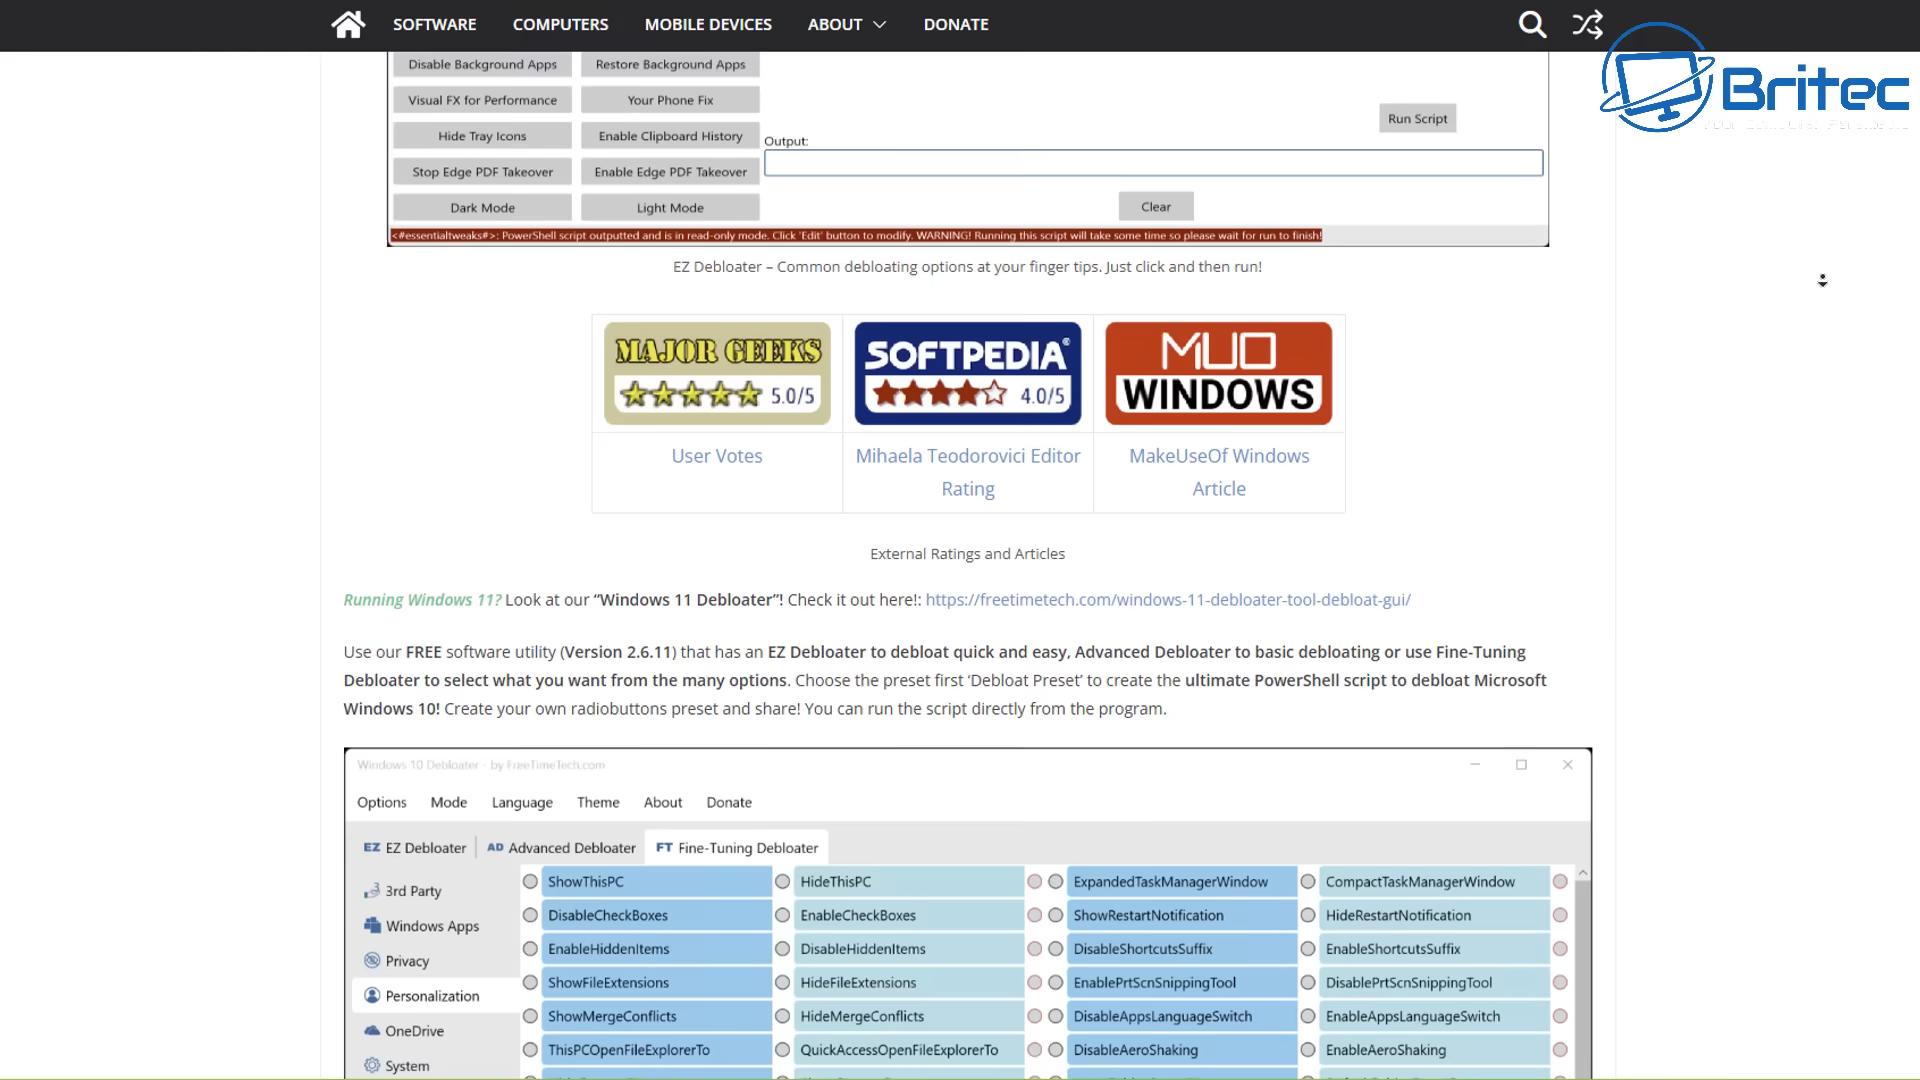 SOFTWARE COMPUTERS MOBILE DEVICES ABOUT DONATE
Britec
Disable Background Apps Restore Background Apps
Visual FX for Performance Your Phone Fix
Run Script
Hide Tray Icons Enable Clipboard History
Output:
Stop Edge PDF Takeover Enable Edge PDF Takeover
Dark Mode Light Mode Clear
<#essentialtweaks#>: PowerShell script outputted and is in read-only mode. Click 'Edit' button to modify. WARNING! Running this script will take some time so please wait for run to finish!
EZ Debloater – Common debloating options at your finger tips. Just click and then run!
MAJOR GEEKS SOFTPEDIA® MUO
5.0/5 4.0/5 WINDOWS
User Votes Mihaela Teodorovici Editor MakeUseOf Windows
Rating Article
External Ratings and Articles
Running Windows 11? Look at our “Windows 11 Debloater”! Check it out here!: https://freetimetech.com/windows-11-debloater-tool-debloat-gui/
Use our FREE software utility (Version 2.6.11) that has an EZ Debloater to debloat quick and easy, Advanced Debloater to basic debloating or use Fine-Tuning
Debloater to select what you want from the many options. Choose the preset first ‘Debloat Preset’ to create the ultimate PowerShell script to debloat Microsoft
Windows 10! Create your own radiobuttons preset and share! You can run the script directly from the program.
Windows 10 Debloater - by FreeTimeTech.com
Options Mode Language Theme About Donate
EZ EZ Debloater AD Advanced Debloater FT Fine-Tuning Debloater
3rd Party ShowThisPC HideThisPC ExpandedTaskManagerWindow CompactTaskManagerWindow
Windows Apps DisableCheckBoxes EnableCheckBoxes ShowRestartNotification HideRestartNotification
Privacy EnableHiddenItems DisableHiddenItems DisableShortcutsSuffix EnableShortcutsSuffix
Personalization ShowFileExtensions HideFileExtensions EnablePrtScnSnippingTool DisablePrtScnSnippingTool
OneDrive ShowMergeConflicts HideMergeConflicts DisableAppsLanguageSwitch EnableAppsLanguageSwitch
System ThisPCOpenFileExplorerTo QuickAccessOpenFileExplorerTo DisableAeroShaking EnableAeroShaking